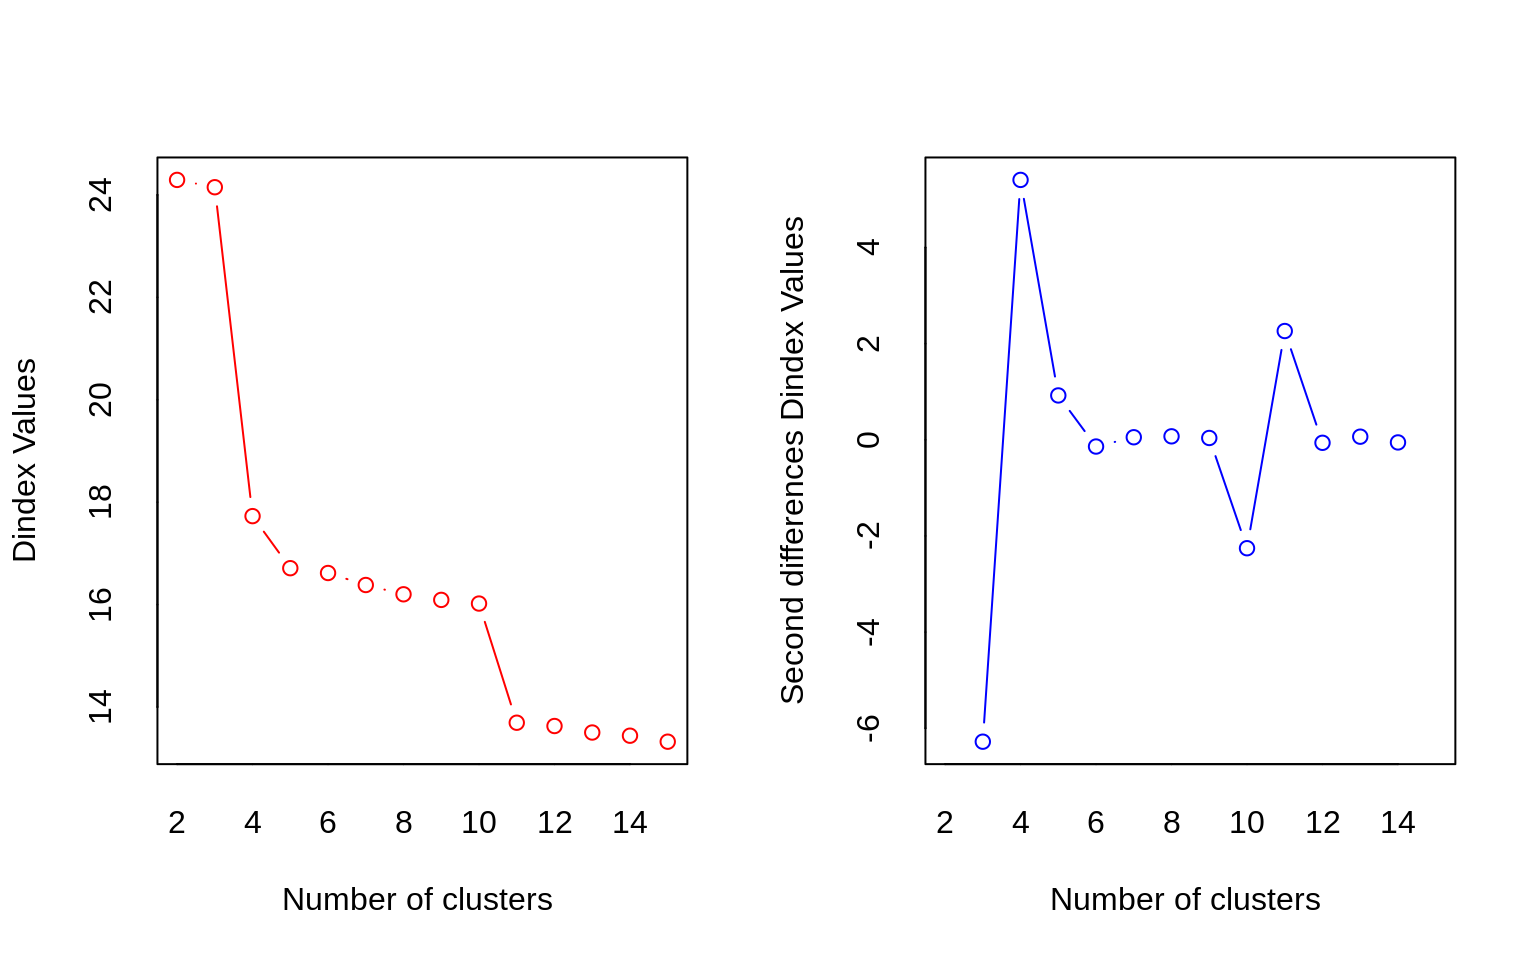 Dindex Values
24
22
20
18
16
14
2 4 6 8 10 12 14
Number of clusters
Second differences Dindex Values
4
2
0
-2
-4
-6
2 4 6 8 10 12 14
Number of clusters